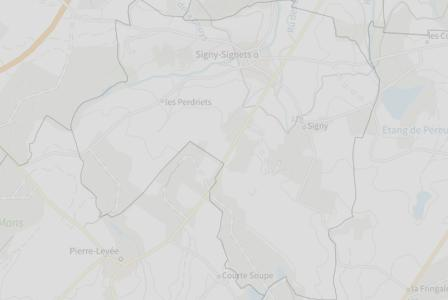 Signy-Signets
les Co
les Perdriets
Signy
Etang de Pereu
Mons
Pierre-Levée
Courte Soupe
la Fringale